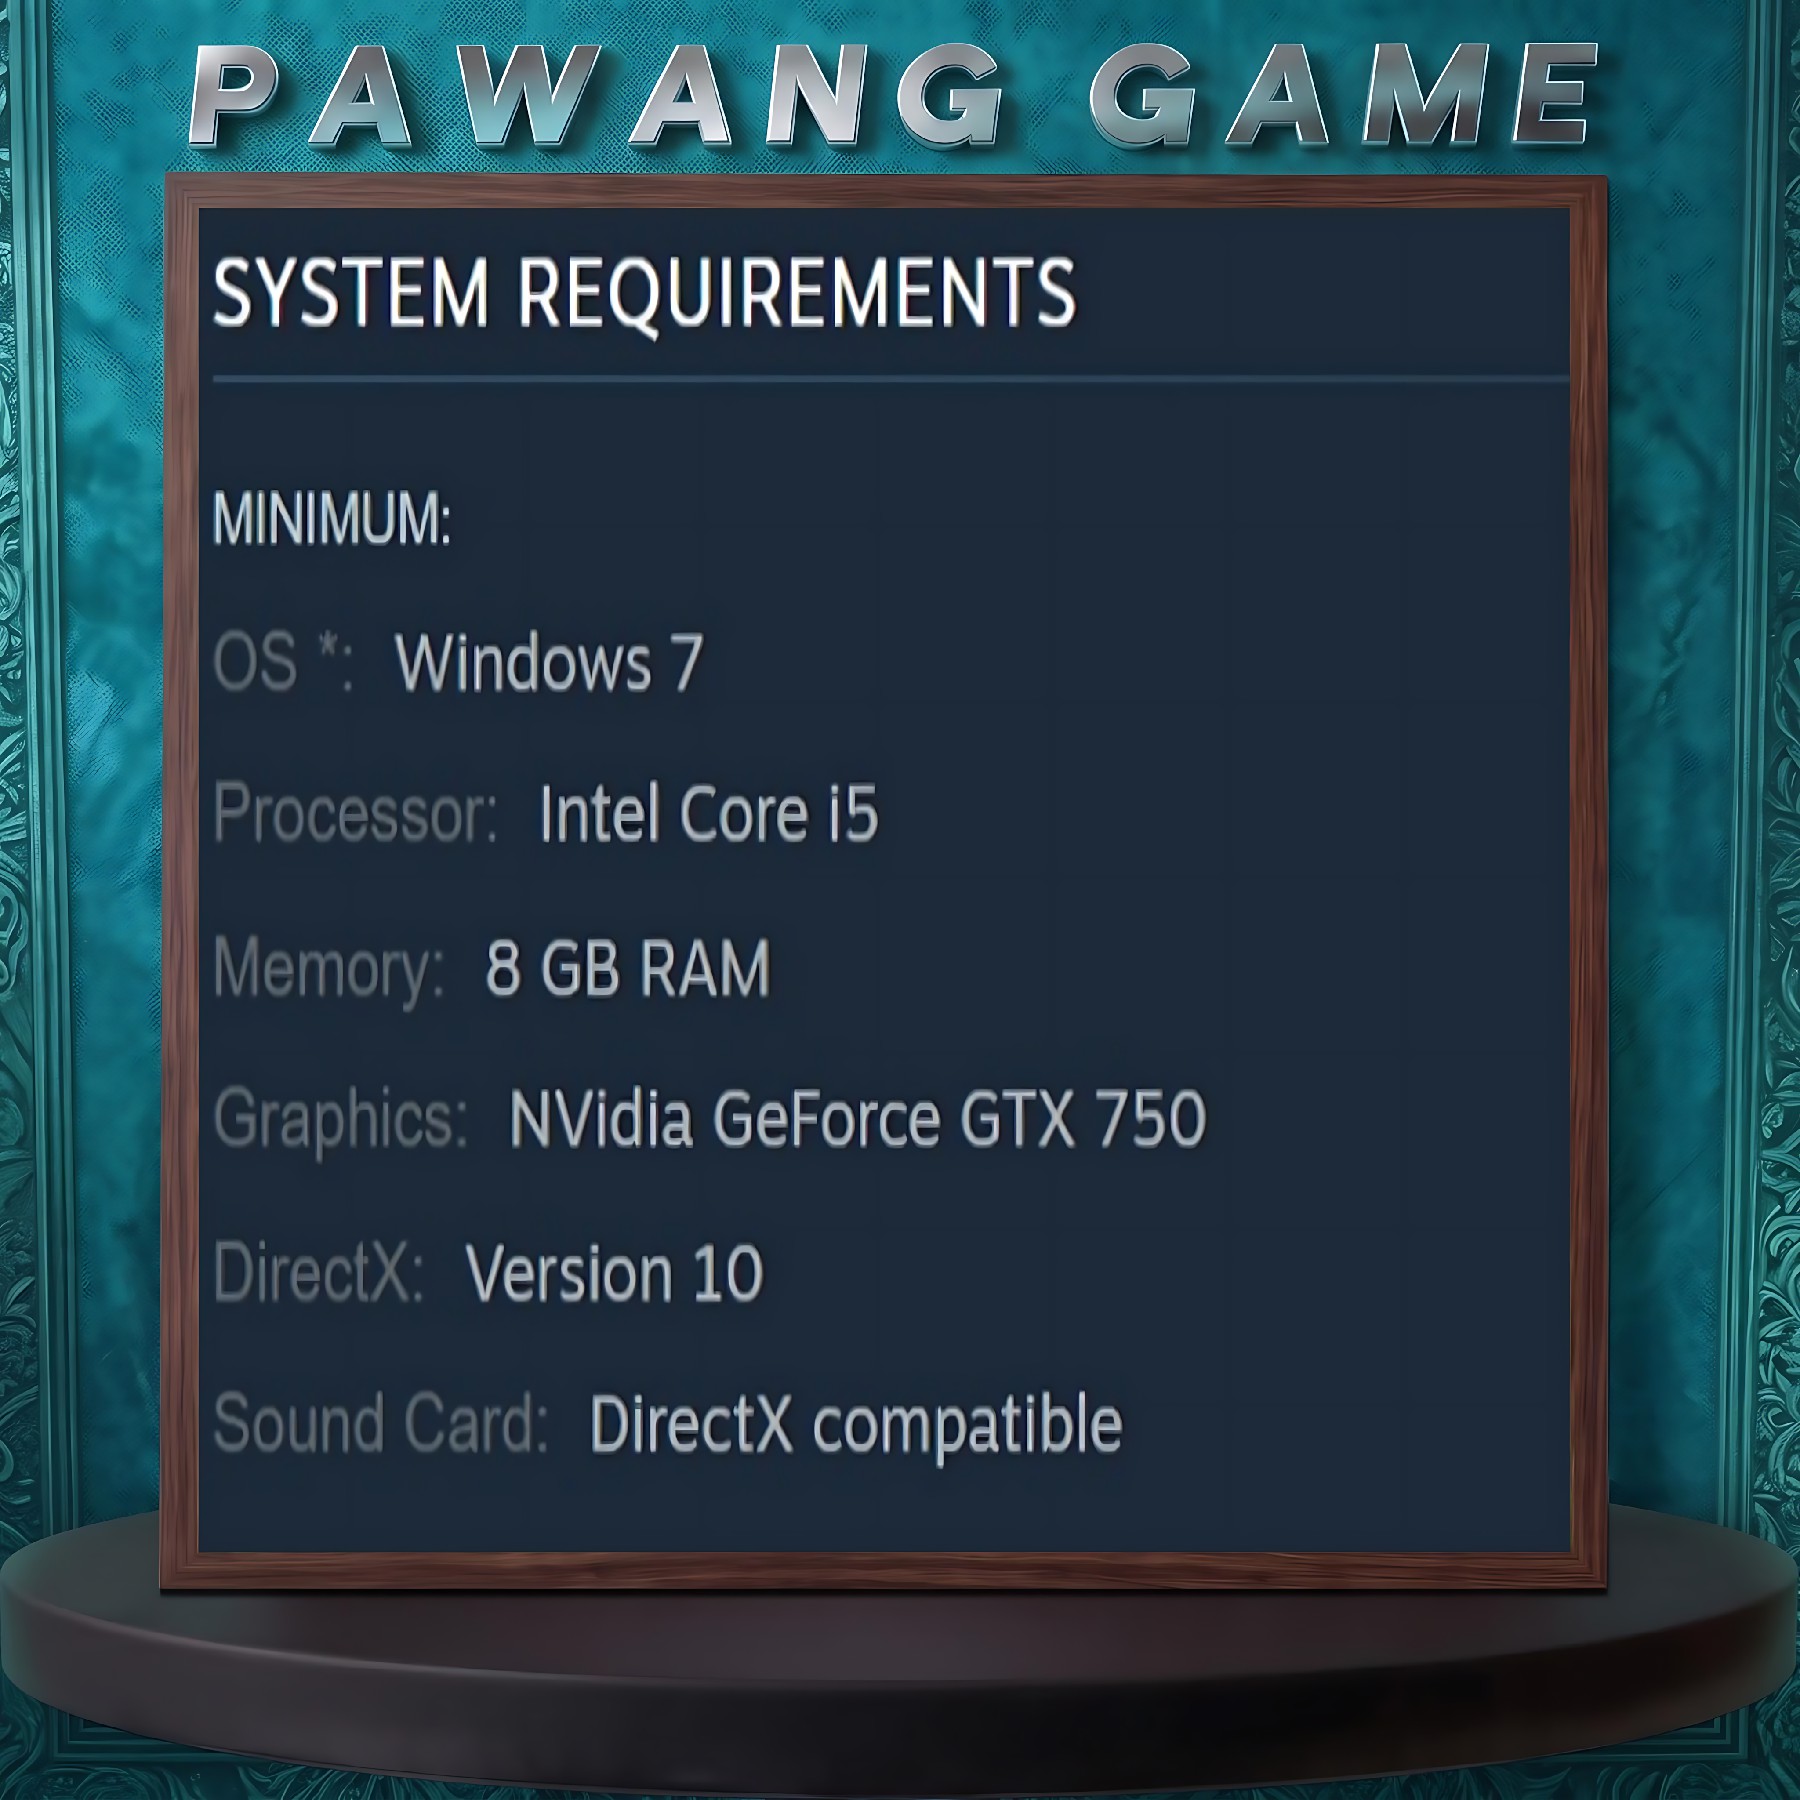 PAWANG GAME
SYSTEM REQUIREMENTS
MINIMUM:
OS *: Windows 7
Processor: Intel Core i5
Memory: 8 GB RAM
Graphics: NVidia GeForce GTX 750
DirectX: Version 10
Sound Card: DirectX compatible